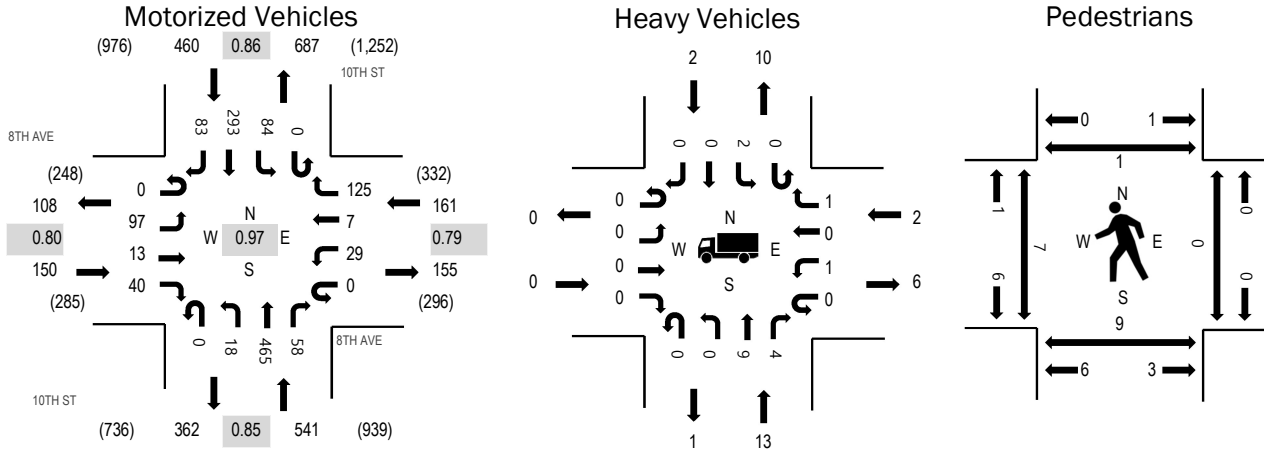 Motorized Vehicles
Heavy Vehicles
Pedestrians
(976) 460 0.86 687 (1,252)
10TH ST
8TH AVE
83 293 84 0
(248)
108
0.80
150
(285)
0
97
13
40
N
W 0.97 E
S
125
7
29
0
(332)
161
0.79
155
(296)
0 18 465 58
8TH AVE
10TH ST
(736) 362 0.85 541 (939)
2 10
0 0 2 0
0
0
0
0
0
0
N
W E
S
1
0
1
0
2
6
0 0 9 4
1 13
0 1
1
1
6
7
N
W E
S
0
0
0
9
6 3